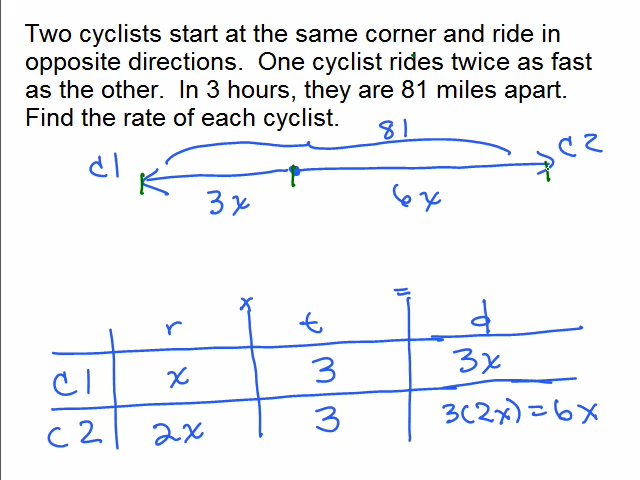 Two cyclists start at the same corner and ride in
opposite directions.  One cyclist rides twice as fast
as the other.  In 3 hours, they are 81 miles apart.
Find the rate of each cyclist.
81
C1 C2
3x 6x
r x t = d
C1 x 3 3x
C2 2x 3 3(2x)=6x